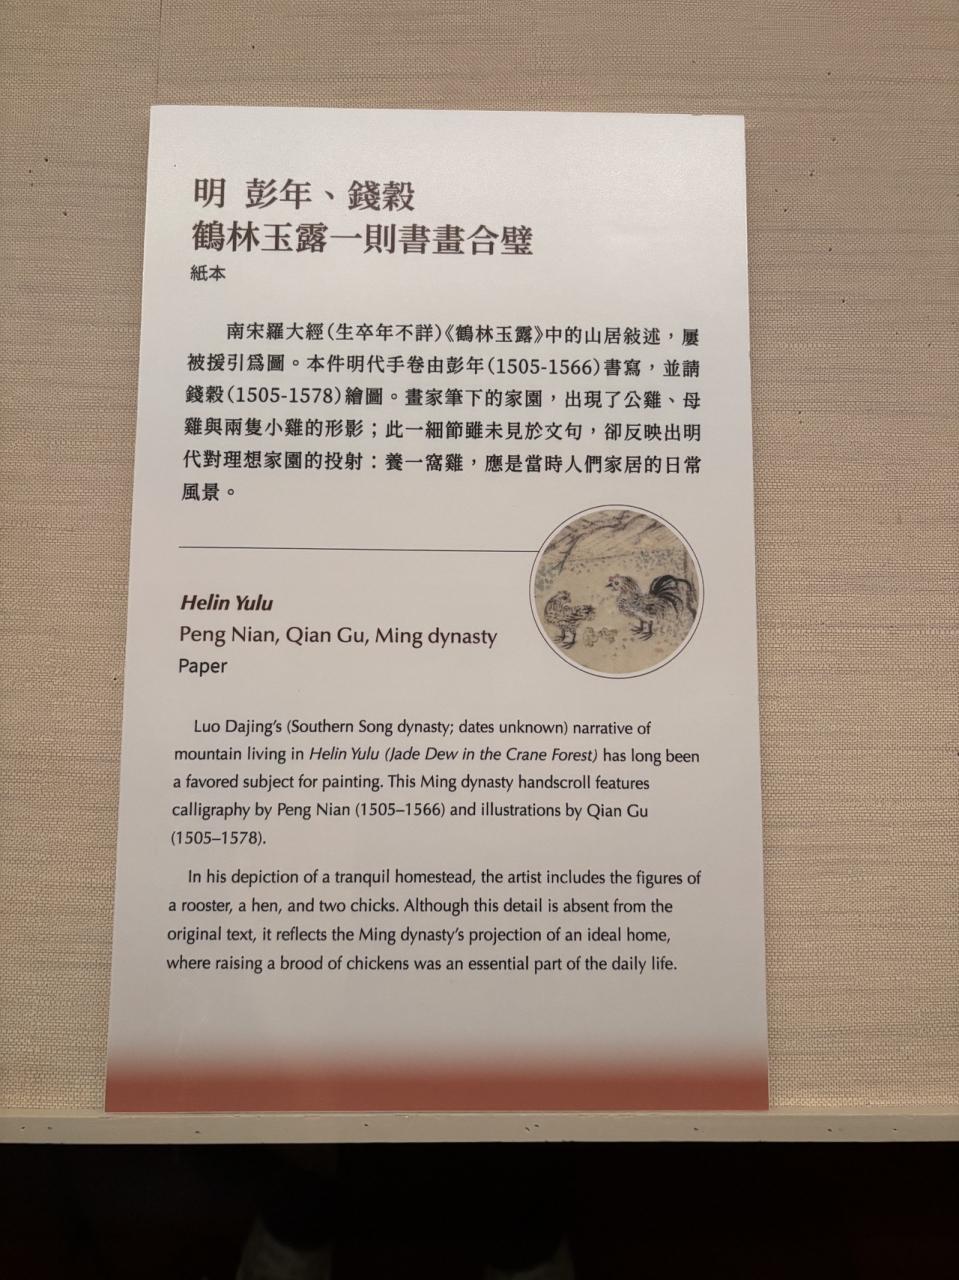 明 彭年、錢穀
鶴林玉露一則書畫合璧
紙本
南宋羅大經(生卒年不詳)《鶴林玉露》中的山居敍述，屢
被援引爲圖。本件明代手卷由彭年(1505-1566)書寫，並請
錢穀(1505-1578)繪圖。畫家筆下的家園，出現了公雞、母
雞與兩隻小雞的形影；此一細節雖未見於文句，卻反映出明
代對理想家園的投射：養一窩雞，應是當時人們家居的日常
風景。
Helin Yulu
Peng Nian, Qian Gu, Ming dynasty
Paper
Luo Dajing's (Southern Song dynasty; dates unknown) narrative of
mountain living in Helin Yulu (Jade Dew in the Crane Forest) has long been
a favored subject for painting. This Ming dynasty handscroll features
calligraphy by Peng Nian (1505–1566) and illustrations by Qian Gu
(1505–1578).
In his depiction of a tranquil homestead, the artist includes the figures of
a rooster, a hen, and two chicks. Although this detail is absent from the
original text, it reflects the Ming dynasty's projection of an ideal home,
where raising a brood of chickens was an essential part of the daily life.